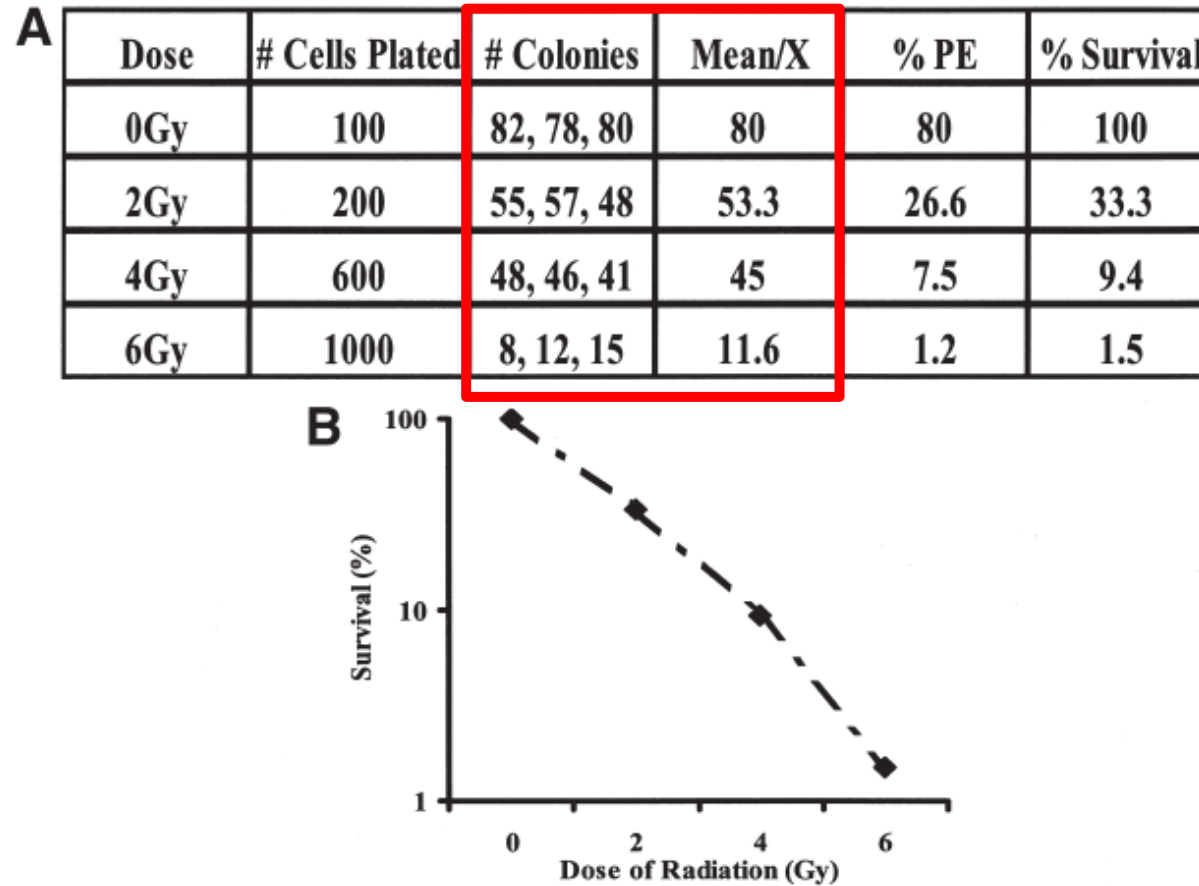 A
Dose # Cells Plated # Colonies Mean/X % PE % Survival
0Gy 100 82, 78, 80 80 80 100
2Gy 200 55, 57, 48 53.3 26.6 33.3
4Gy 600 48, 46, 41 45 7.5 9.4
6Gy 1000 8, 12, 15 11.6 1.2 1.5
B
Survival (%)
100
10
1
0 2 4 6
Dose of Radiation (Gy)